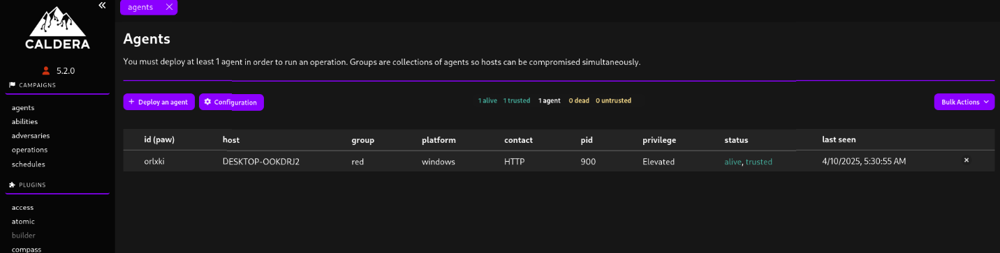 agents
CALDERA
5.2.0
CAMPAIGNS
agents
abilities
adversaries
operations
schedules
PLUGINS
access
atomic
builder
compass
Agents
You must deploy at least 1 agent in order to run an operation. Groups are collections of agents so hosts can be compromised simultaneously.
+ Deploy an agent Configuration 1 alive 1 trusted 1 agent 0 dead 0 untrusted Bulk Actions
id (paw) host group platform contact pid privilege status last seen
orlxki DESKTOP-OOKDRJ2 red windows HTTP 900 Elevated alive, trusted 4/10/2025, 5:30:55 AM